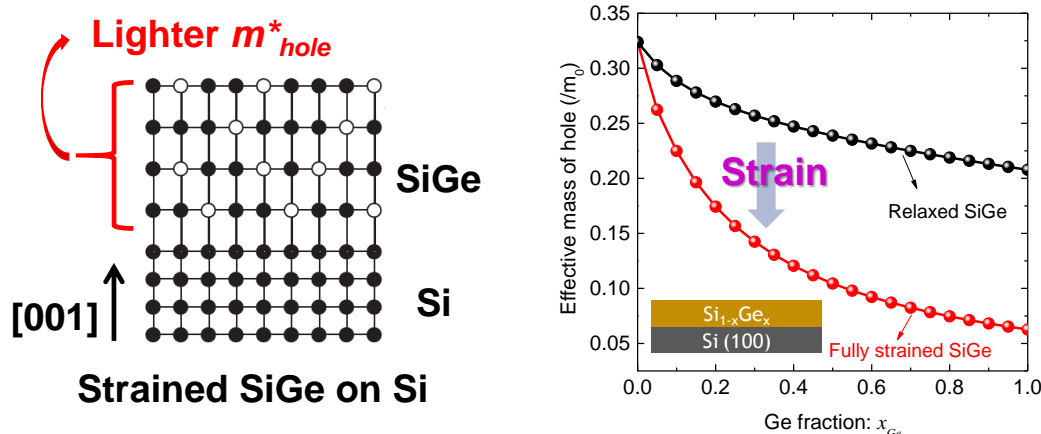 Lighter m*hole
SiGe
Si
[001]
Strained SiGe on Si
Effective mass of hole (/m0)
0.35
0.30
0.25
0.20
0.15
0.10
0.05
Strain
Relaxed SiGe
Si1-xGex
Si (100)
Fully strained SiGe
0.0
0.2
0.4
0.6
0.8
1.0
Ge fraction: xGe